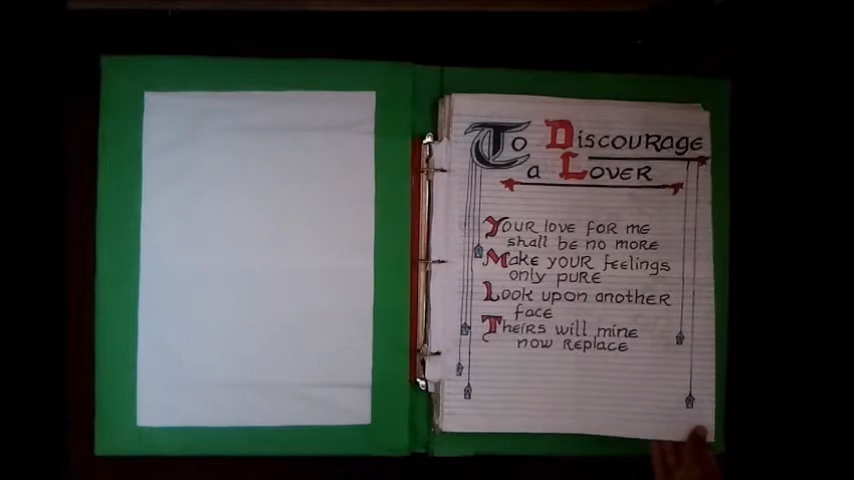 To Discourage
a Lover
Your love for me
shall be no more
Make your feelings
only pure
Look upon another
face
Theirs will mine
now replace